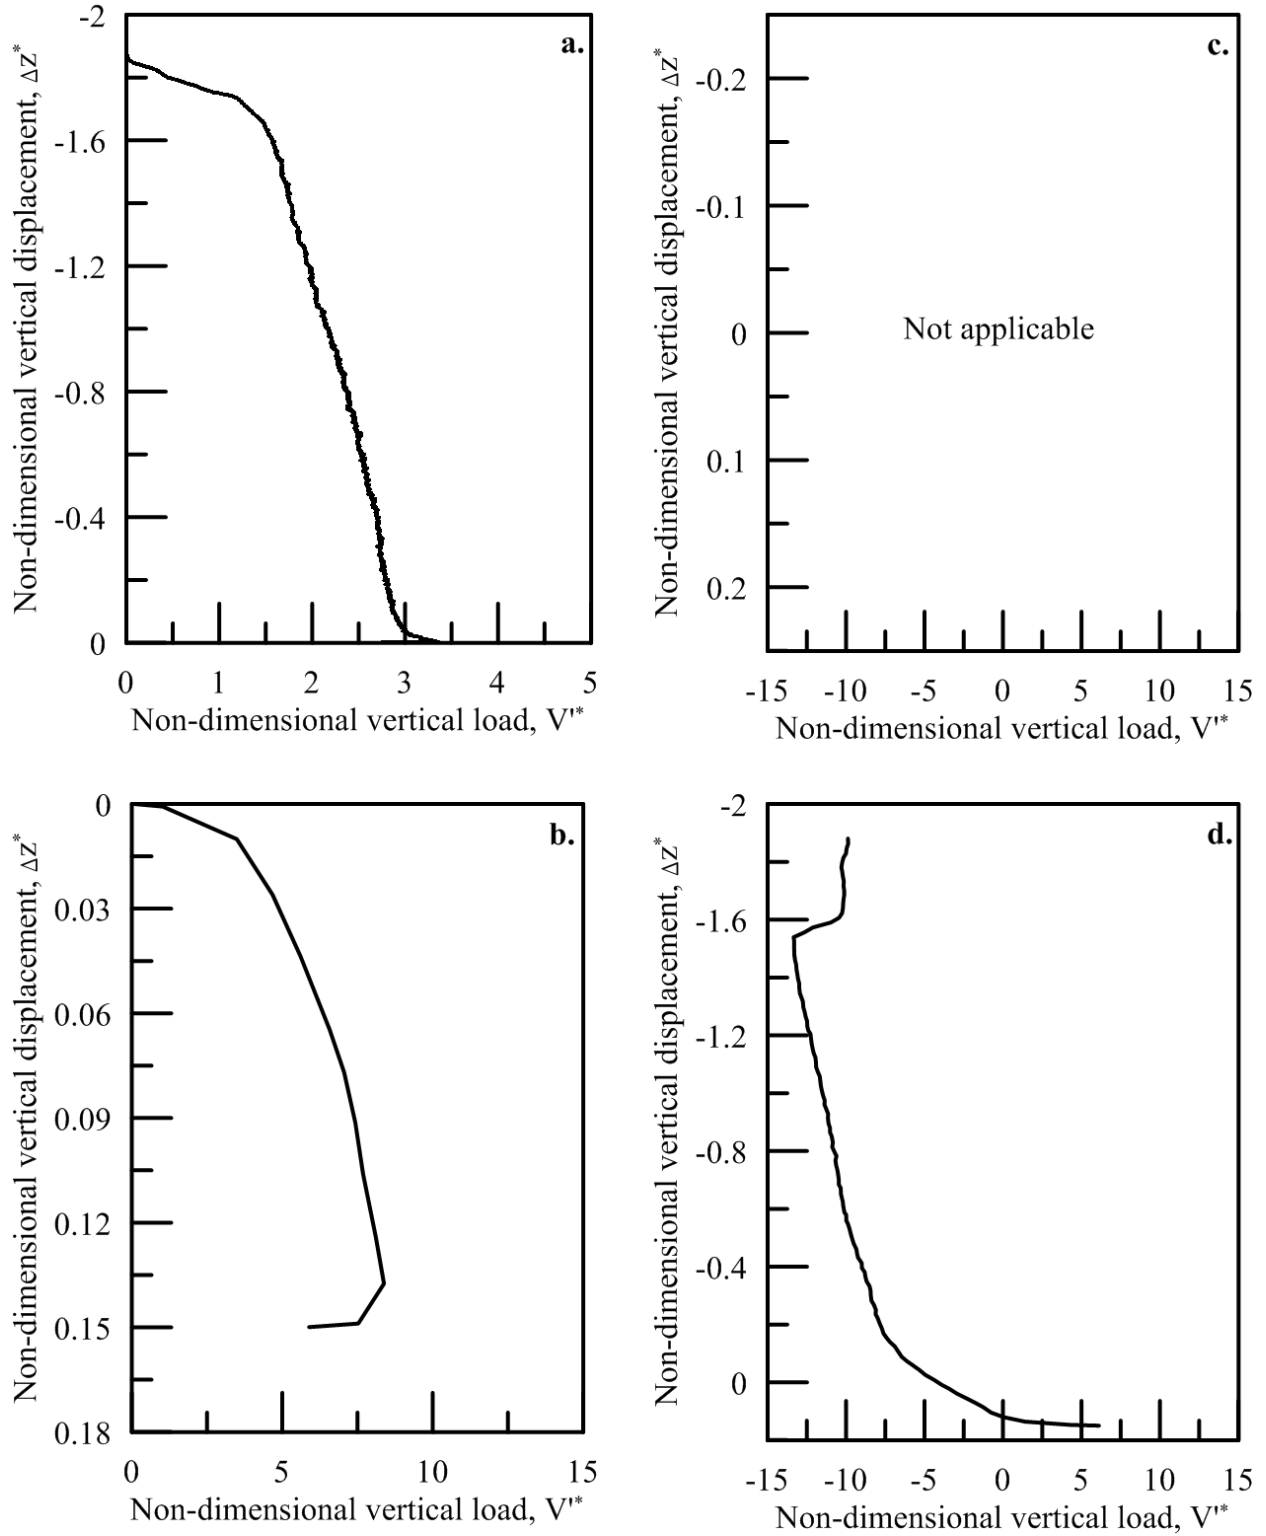 a.
Non-dimensional vertical displacement, Δz*
-2
-1.6
-1.2
-0.8
-0.4
0
0 1 2 3 4 5
Non-dimensional vertical load, V'*
c.
Non-dimensional vertical displacement, Δz*
-0.2
-0.1
0
0.1
0.2
Not applicable
-15 -10 -5 0 5 10 15
Non-dimensional vertical load, V'*
b.
Non-dimensional vertical displacement, Δz*
0
0.03
0.06
0.09
0.12
0.15
0.18
0 5 10 15
Non-dimensional vertical load, V'*
d.
Non-dimensional vertical displacement, Δz*
-2
-1.6
-1.2
-0.8
-0.4
0
-15 -10 -5 0 5 10 15
Non-dimensional vertical load, V'*